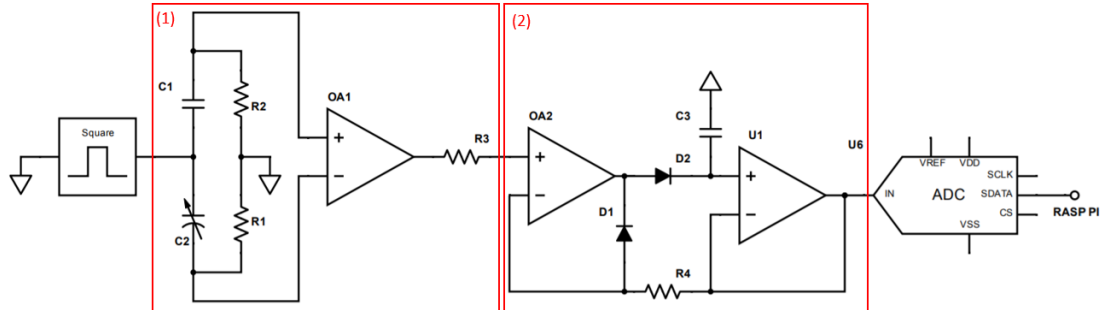 (1)
(2)
C1
R2
OA1
Square
R3
OA2
C3
U1
U6
D2
VREF
VDD
SCLK
IN
ADC
SDATA
CS
RASP PI
VSS
C2
R1
D1
R4
+
-
+
-
+
-